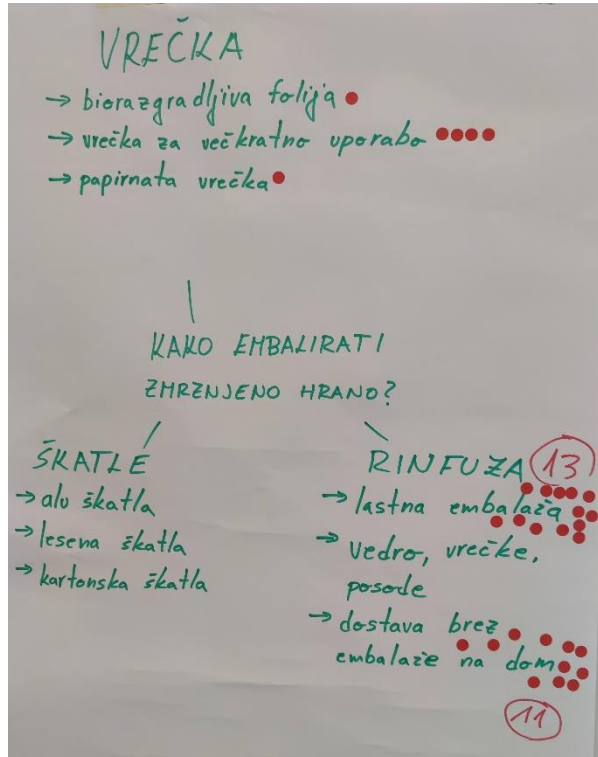 VREČKA
→ biorazgradljiva folija
→ vrečka za večkratno uporabo
→ papirnata vrečka
KAKO EMBALIRATI
ZMRZNJENO HRANO?
ŠKATLE
→ alu škatla
→ lesena škatla
→ kartonska škatla
RINFUZA 13
→ lastna embalaža
→ vedro, vrečke,
posode
→ dostava brez
embalaže na dom
11